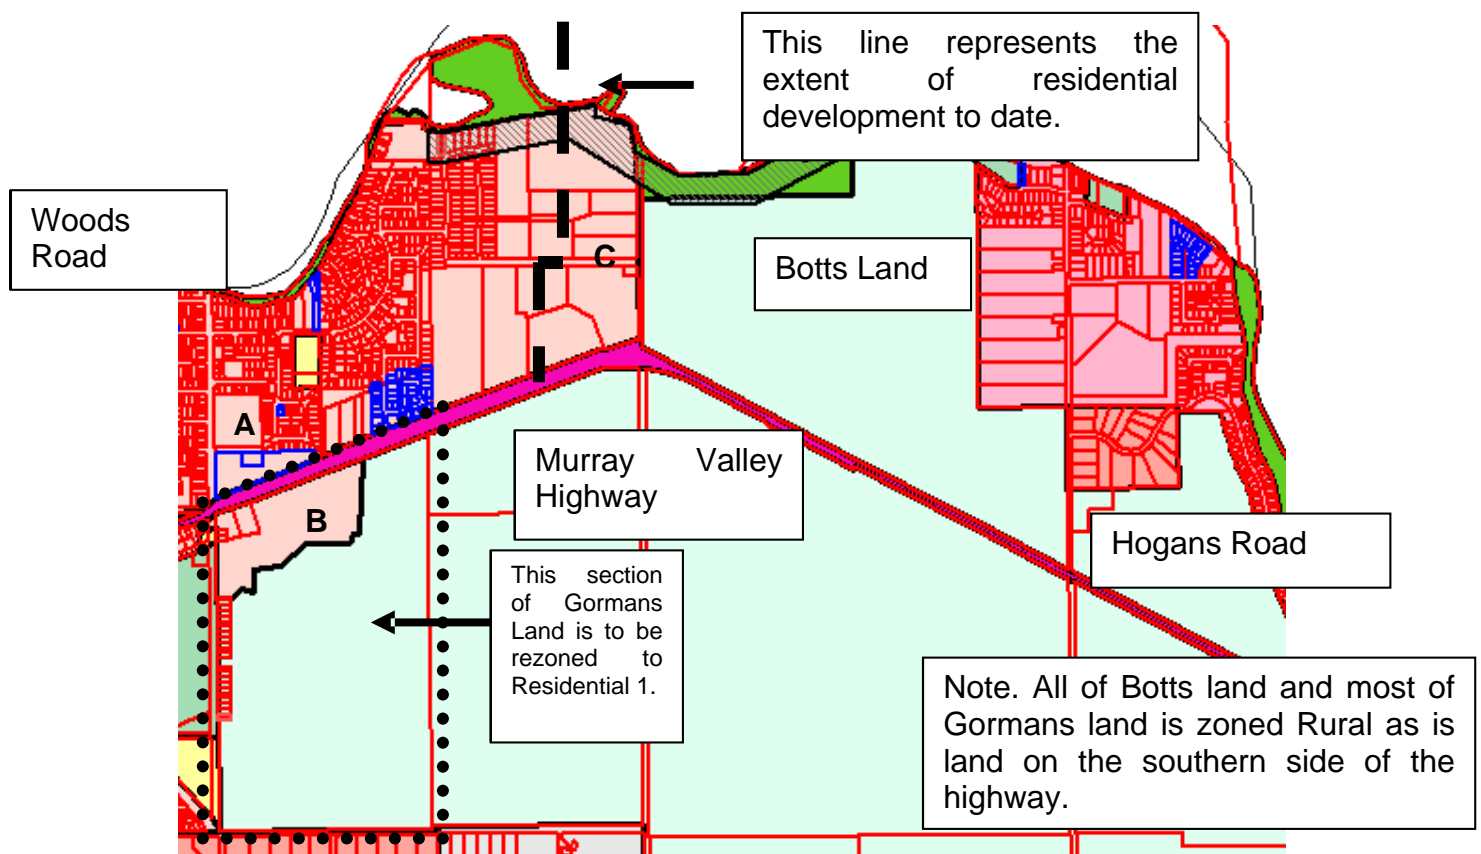 This line represents the
extent of residential
development to date.
Woods
Road
Botts Land
C
A
B
Murray Valley
Highway
Hogans Road
This section
of Gormans
Land is to be
rezoned to
Residential 1.
Note. All of Botts land and most of
Gormans land is zoned Rural as is
land on the southern side of the
highway.